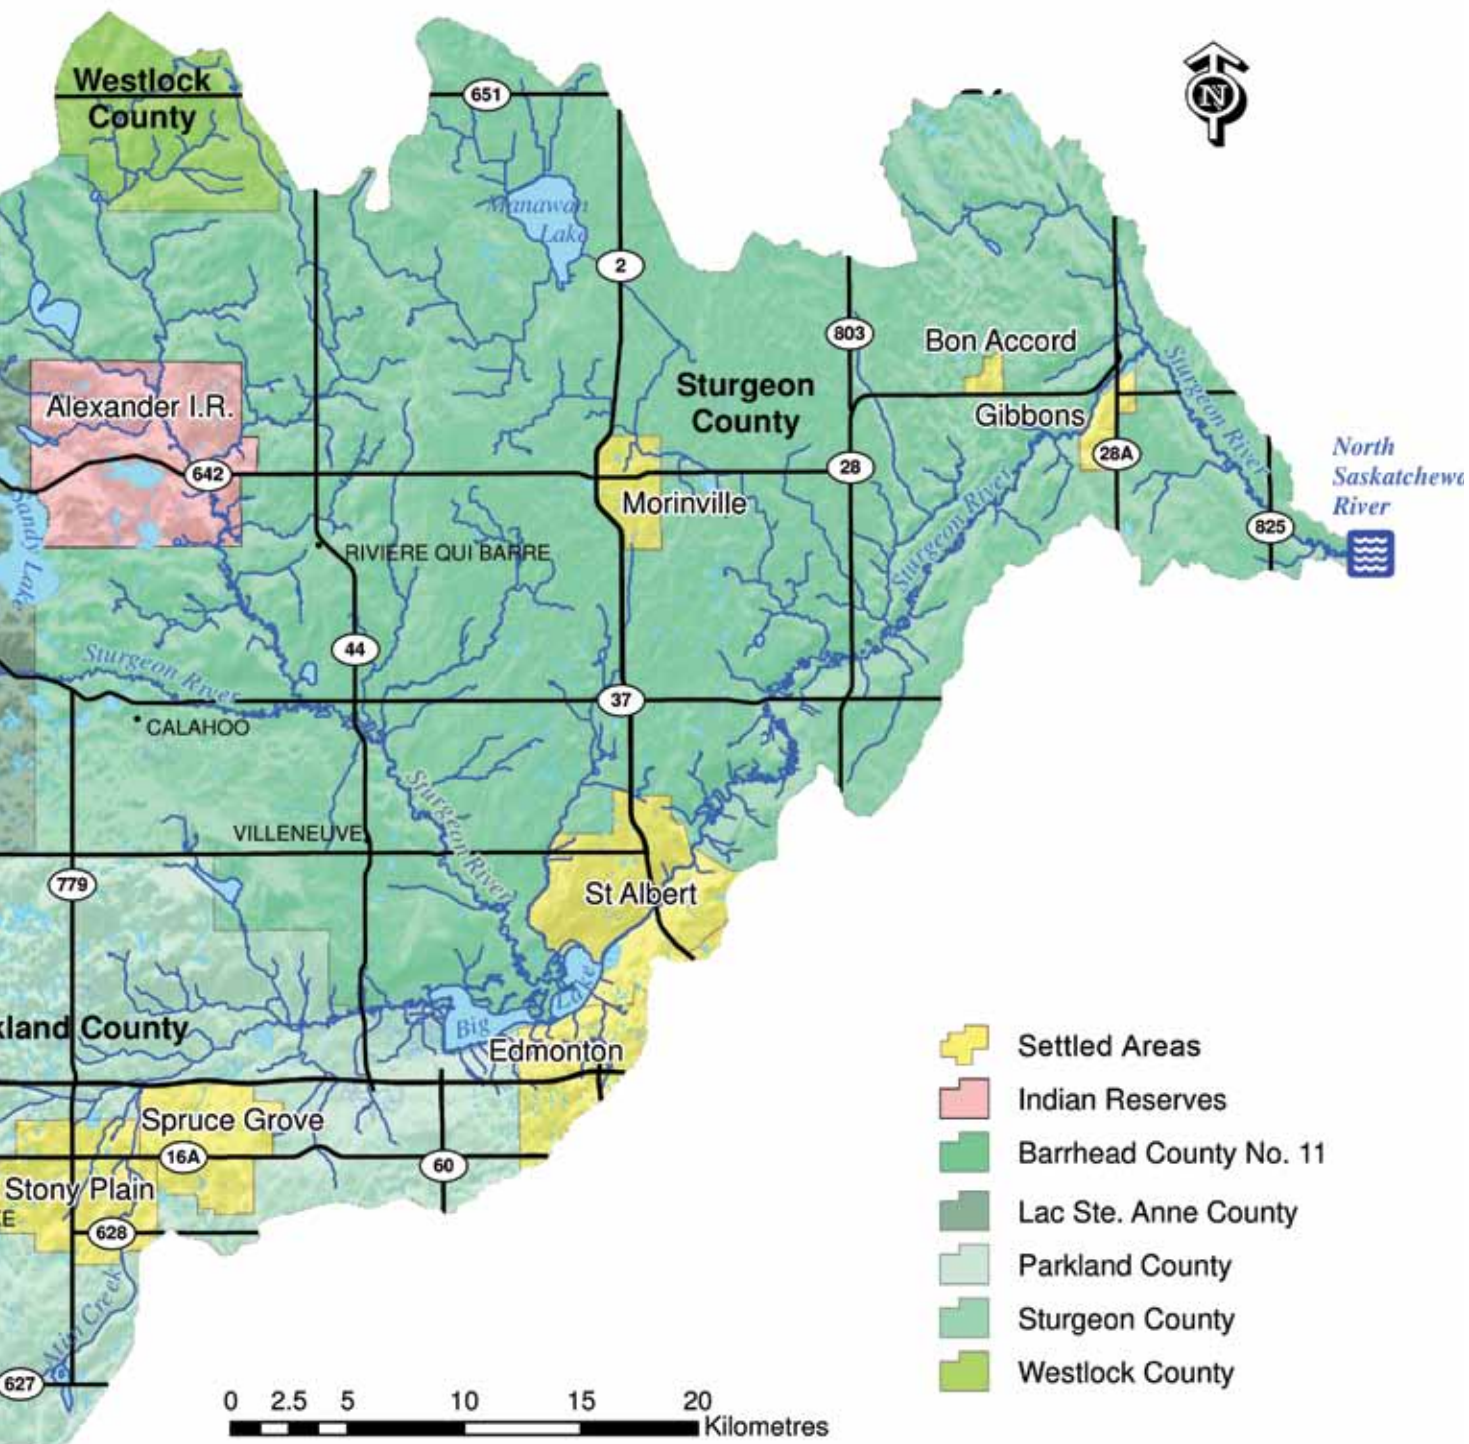 Westlock
County
651
N
Manawan
Lake
2
803
Bon Accord
Sturgeon
County
Alexander I.R.
Gibbons
Sturgeon River
642
28
28A
North
River
Morinville
Sturgeon River
825
Sandy Lake
RIVIERE QUI BARRE
44
Sturgeon River
37
CALAHOO
Sturgeon River
VILLENEUVE
779
St Albert
Big
Lake
County
Edmonton
Spruce Grove
16A
60
Stony Plain
628
Creek
627
Settled Areas
Indian Reserves
Barrhead County No. 11
Lac Ste. Anne County
Parkland County
Sturgeon County
Westlock County
0 2.5 5 10 15 20
Kilometres